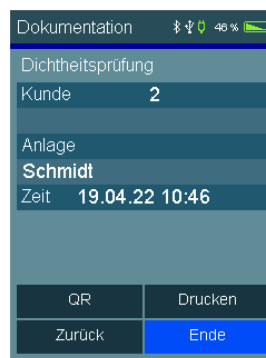 Dokumentation 46 %
Dichtheitsprüfung
Kunde 2
Anlage
Schmidt
Zeit 19.04.22 10:46
QR Drucken
Zurück Ende